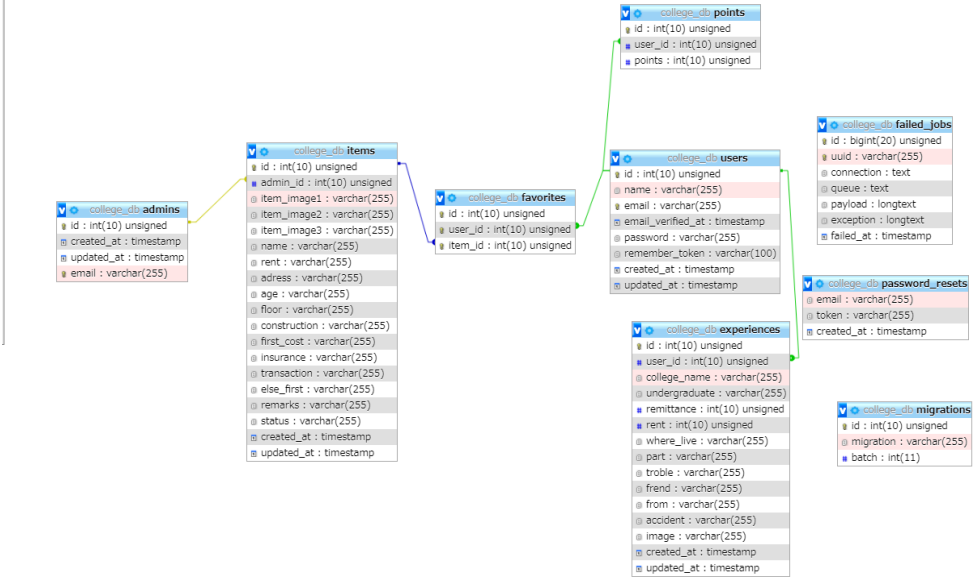 college_db points
id : int(10) unsigned
user_id : int(10) unsigned
points : int(10) unsigned
college_db failed_jobs
id : bigint(20) unsigned
uuid : varchar(255)
connection : text
queue : text
payload : longtext
exception : longtext
failed_at : timestamp
college_db items
id : int(10) unsigned
admin_id : int(10) unsigned
item_image1 : varchar(255)
item_image2 : varchar(255)
item_image3 : varchar(255)
name : varchar(255)
rent : varchar(255)
adress : varchar(255)
age : varchar(255)
floor : varchar(255)
construction : varchar(255)
first_cost : varchar(255)
insurance : varchar(255)
transaction : varchar(255)
else_first : varchar(255)
remarks : varchar(255)
status : varchar(255)
created_at : timestamp
updated_at : timestamp
college_db users
id : int(10) unsigned
name : varchar(255)
email : varchar(255)
email_verified_at : timestamp
password : varchar(255)
remember_token : varchar(100)
created_at : timestamp
updated_at : timestamp
college_db favorites
id : int(10) unsigned
user_id : int(10) unsigned
item_id : int(10) unsigned
college_db admins
id : int(10) unsigned
created_at : timestamp
updated_at : timestamp
email : varchar(255)
college_db password_resets
email : varchar(255)
token : varchar(255)
created_at : timestamp
college_db experiences
id : int(10) unsigned
user_id : int(10) unsigned
college_name : varchar(255)
undergraduate : varchar(255)
remittance : int(10) unsigned
rent : int(10) unsigned
where_live : varchar(255)
part : varchar(255)
troble : varchar(255)
frend : varchar(255)
from : varchar(255)
accident : varchar(255)
image : varchar(255)
created_at : timestamp
updated_at : timestamp
college_db migrations
id : int(10) unsigned
migration : varchar(255)
batch : int(11)